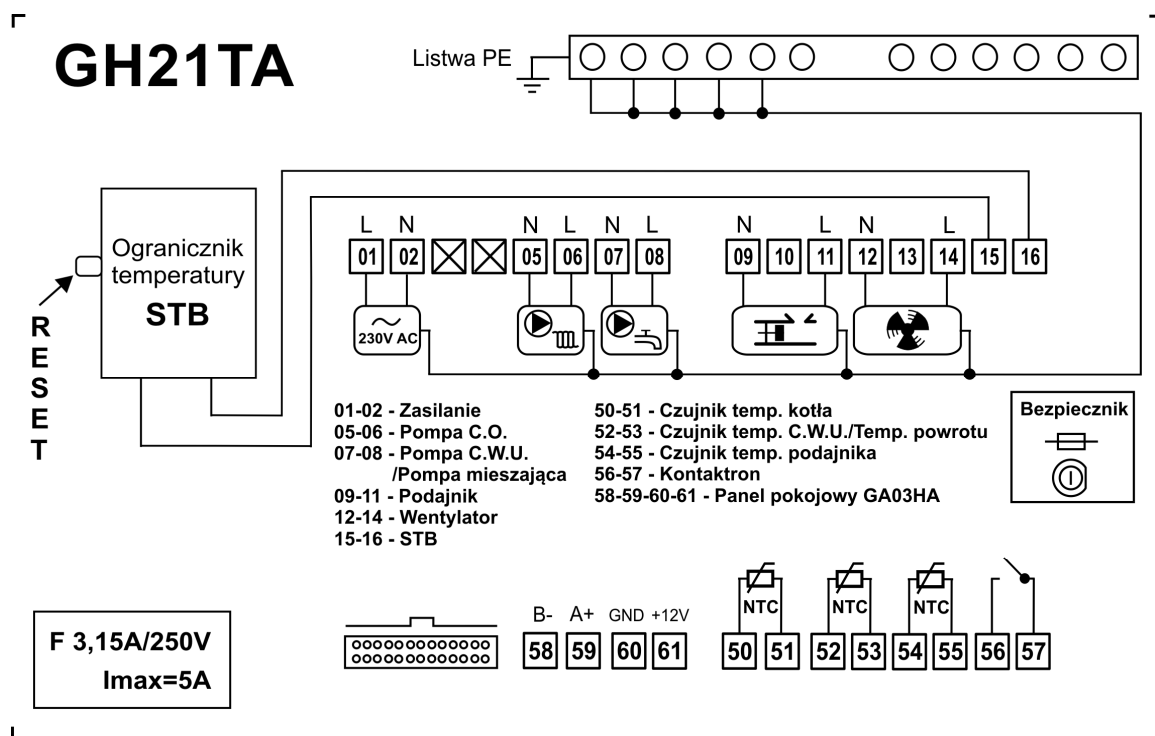 GH21TA
Listwa PE
Ogranicznik
temperatury
STB
RESET
L N N L N L N L N L
01 02 05 06 07 08 09 10 11 12 13 14 15 16
230V AC
01-02 - Zasilanie
05-06 - Pompa C.O.
07-08 - Pompa C.W.U.
/Pompa mieszająca
09-11 - Podajnik
12-14 - Wentylator
15-16 - STB
50-51 - Czujnik temp. kotła
52-53 - Czujnik temp. C.W.U./Temp. powrotu
54-55 - Czujnik temp. podajnika
56-57 - Kontaktron
58-59-60-61 - Panel pokojowy GA03HA
Bezpiecznik
F 3,15A/250V
Imax=5A
B- A+ GND +12V
58 59 60 61
NTC NTC NTC
50 51 52 53 54 55 56 57